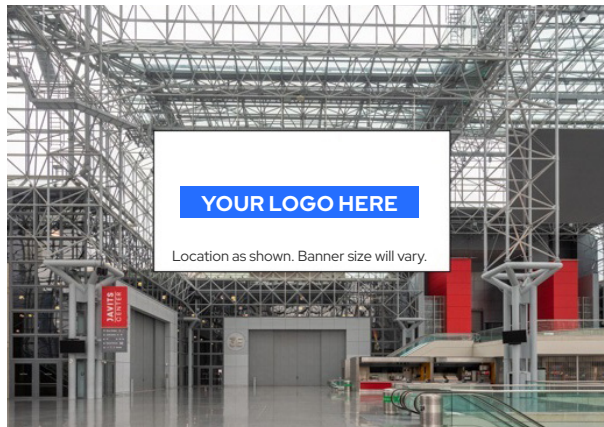 YOUR LOGO HERE
Location as shown. Banner size will vary.
JAVITS
CENTER